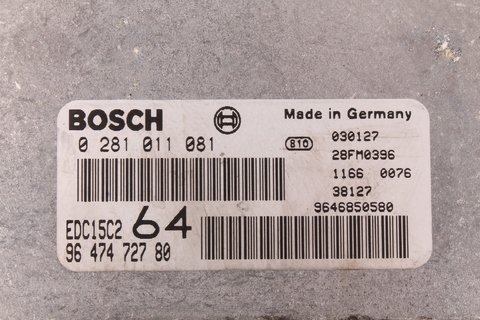 BOSCH
Made in Germany
0 281 011 081
810
030127
28FM0396
1166 0076
38127
9646850580
EDC15C2 64
96 474 727 80